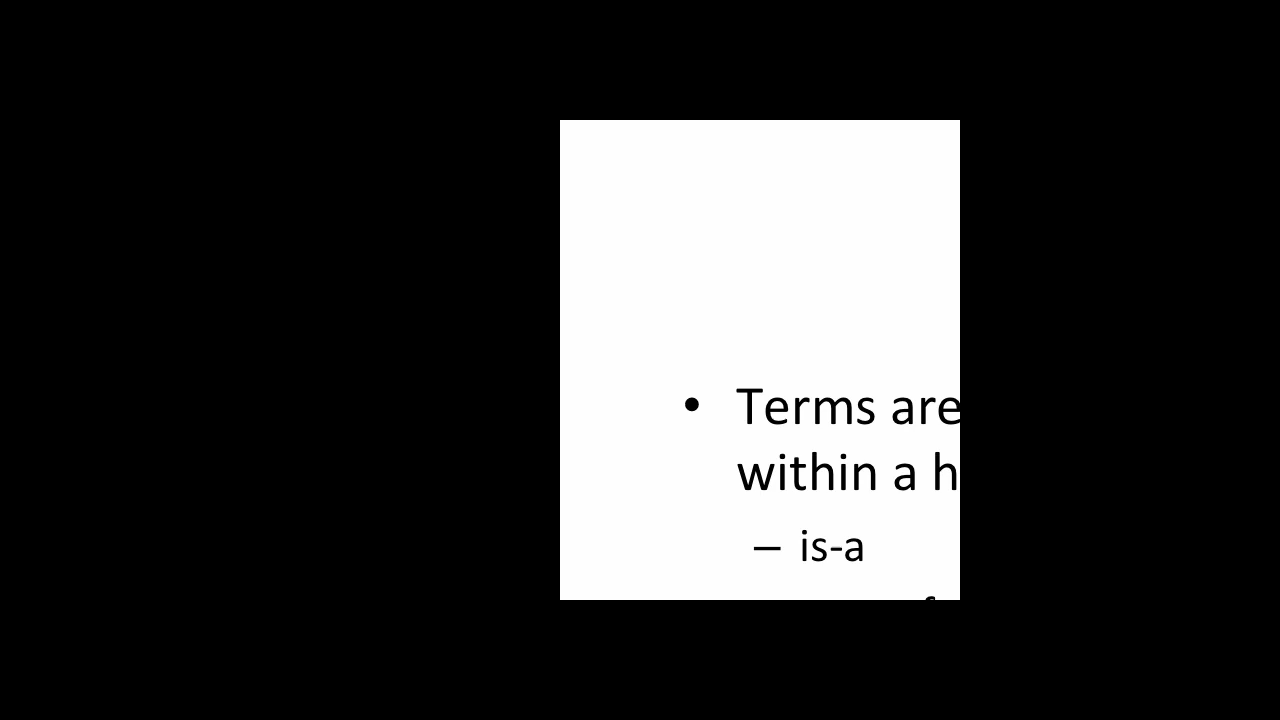 • Terms are
within a
– is-a